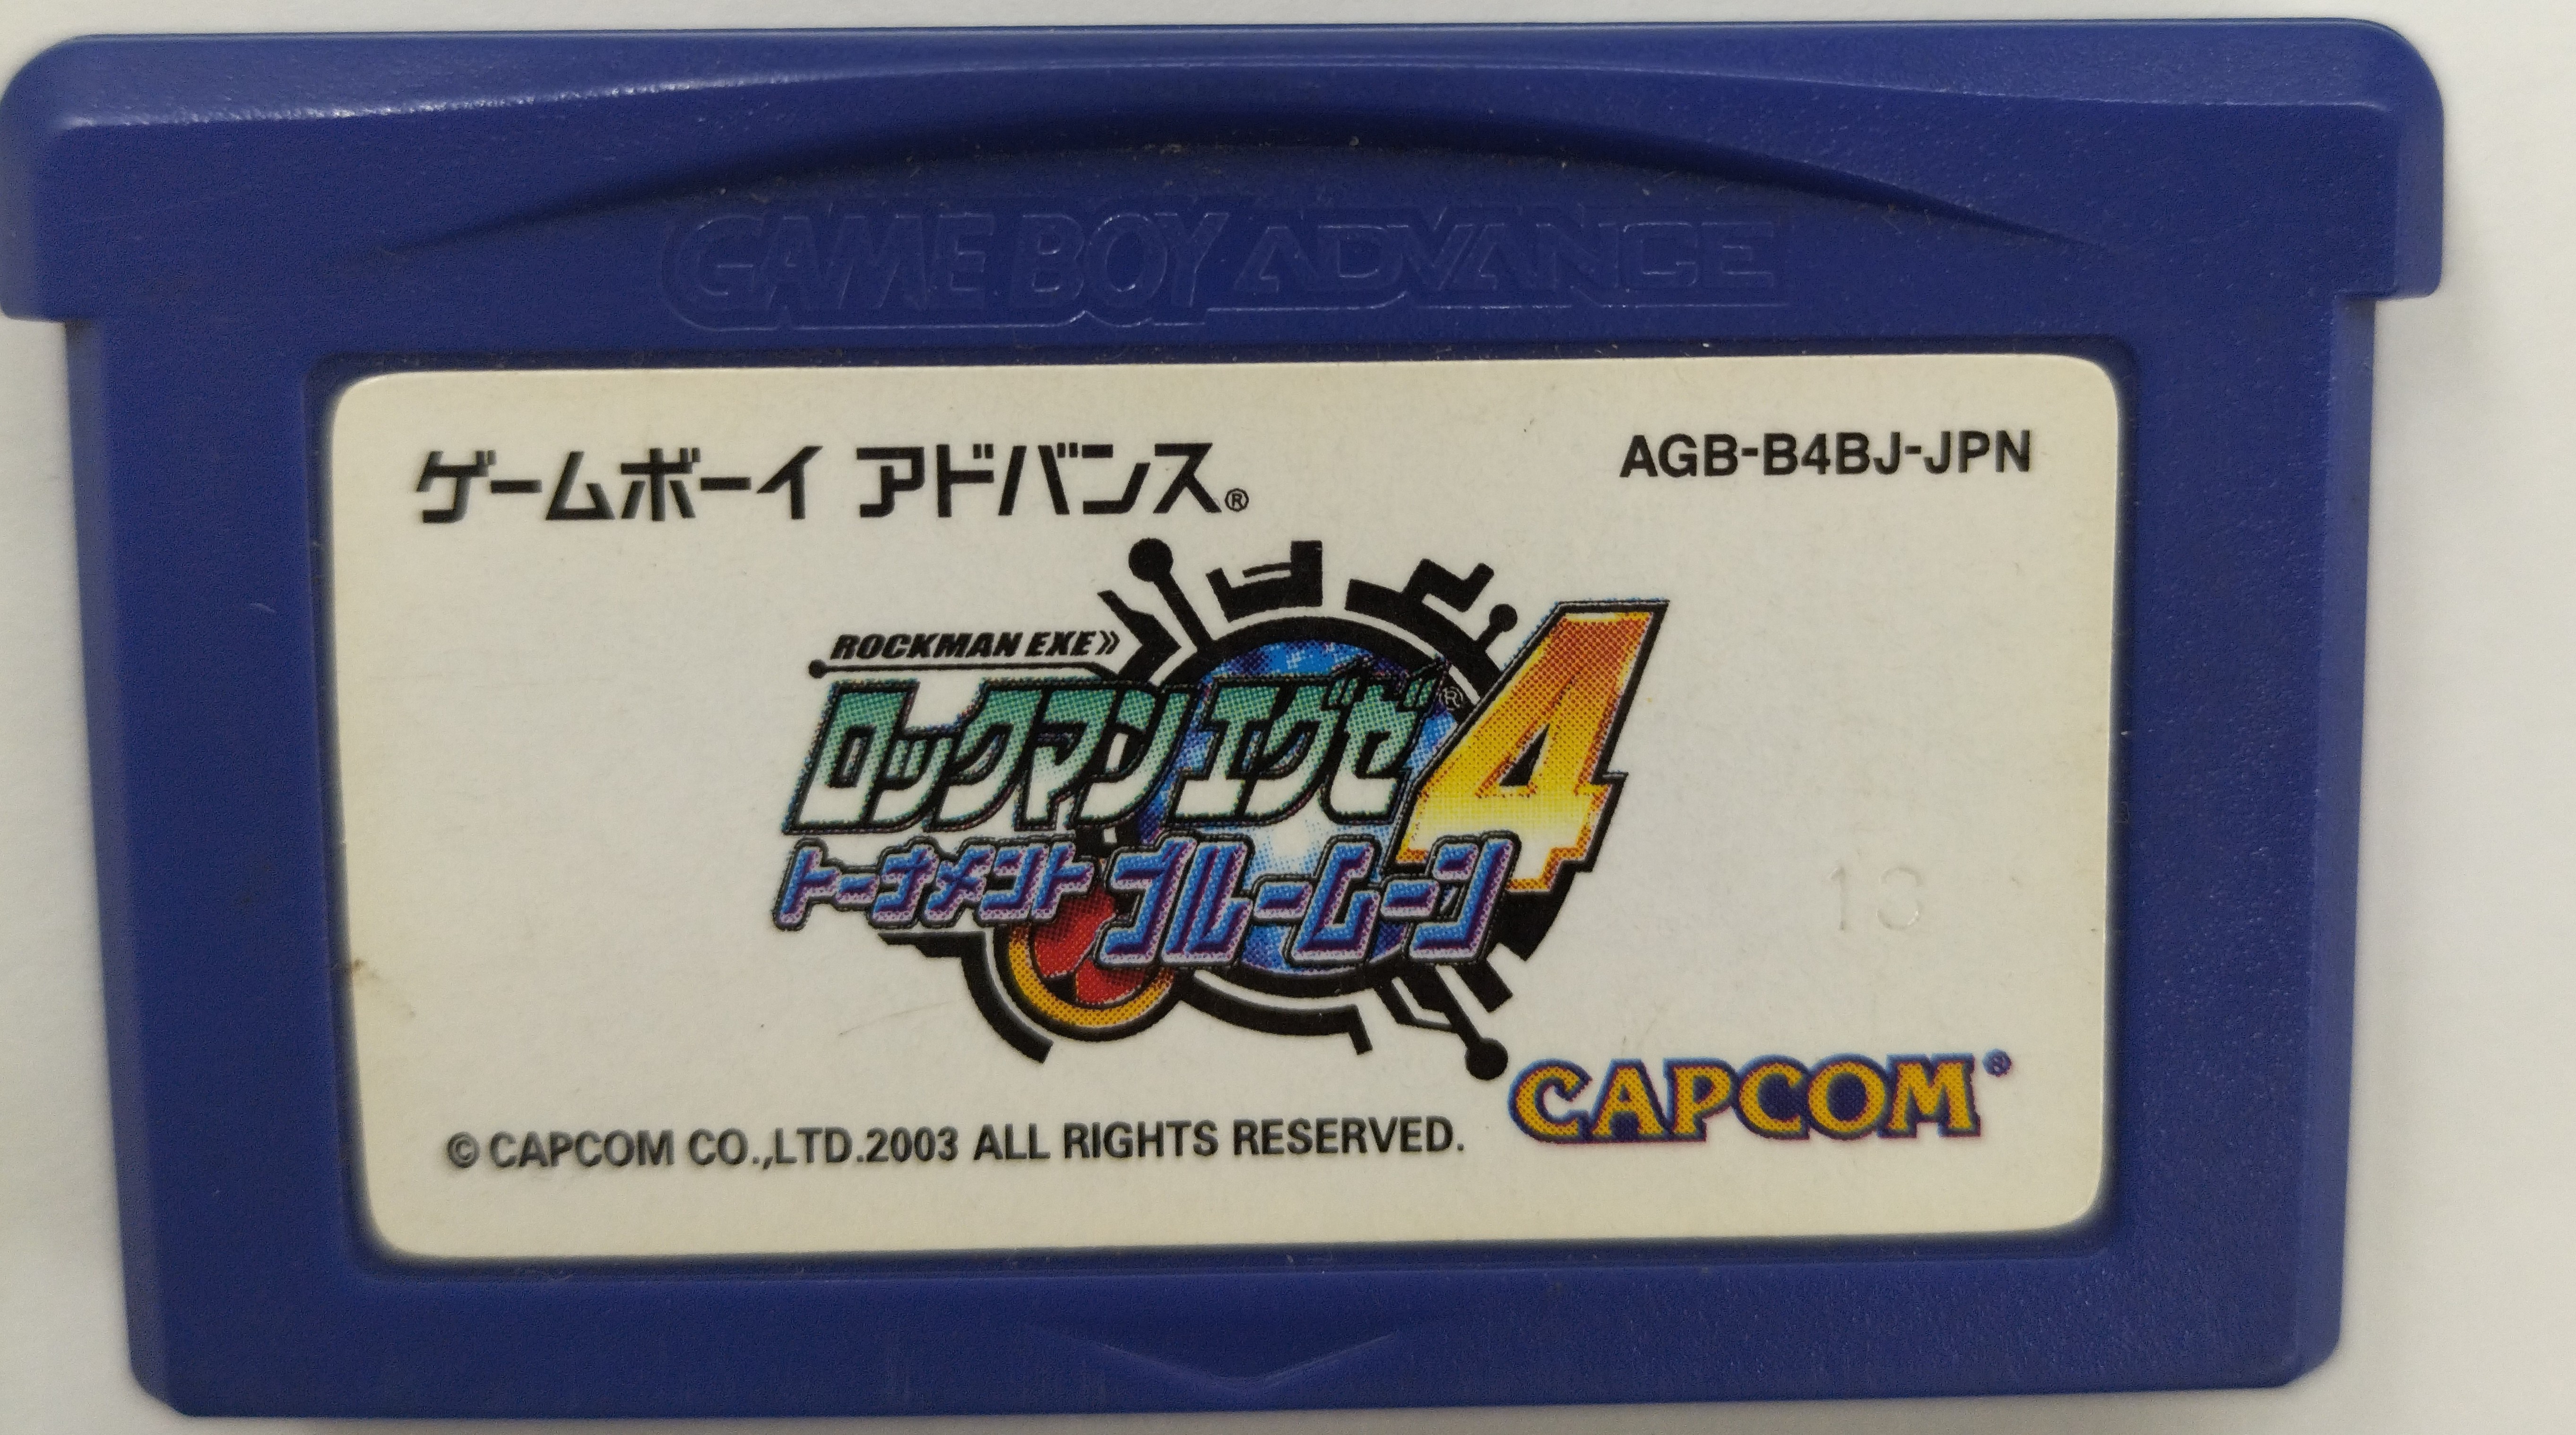 GAME BOY ADVANCE
ゲームボーイ アドバンス®
AGB-B4BJ-JPN
ROCKMAN EXE»
ロックマン エグゼ® 4
トーナメント ブルームーン
CAPCOM®
© CAPCOM CO.,LTD.2003 ALL RIGHTS RESERVED.